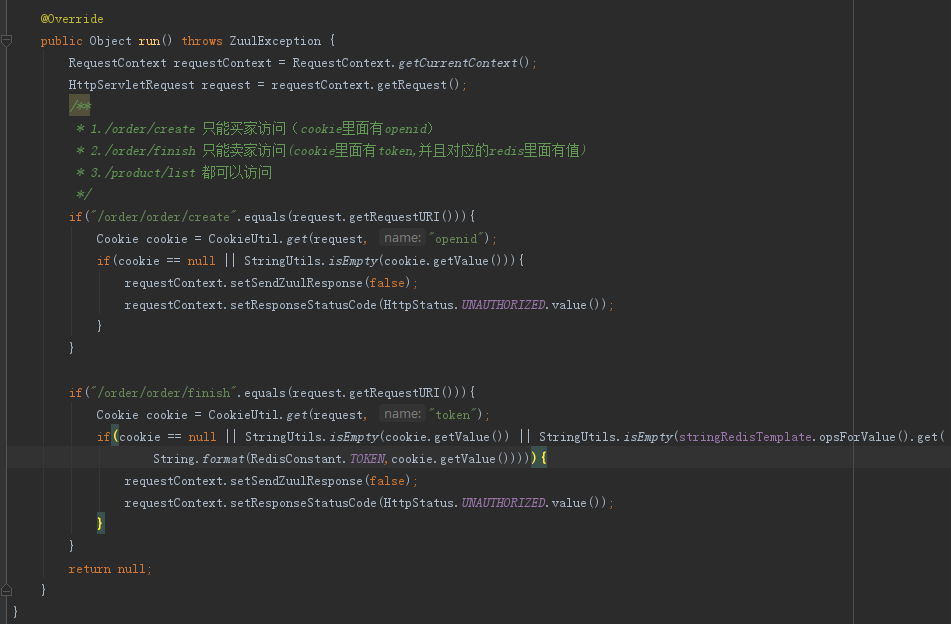 @Override
public Object run() throws ZuulException {
RequestContext requestContext = RequestContext.getCurrentContext();
HttpServletRequest request = requestContext.getRequest();
/**
* 1./order/create 只能买家访问（cookie里面有openid）
* 2./order/finish 只能卖家访问(cookie里面有token,并且对应的redis里面有值)
* 3./product/list 都可以访问
*/
if("/order/order/create".equals(request.getRequestURI())){
Cookie cookie = CookieUtil.get(request, name: "openid");
if(cookie == null || StringUtils.isEmpty(cookie.getValue())){
requestContext.setSendZuulResponse(false);
requestContext.setResponseStatusCode(HttpStatus.UNAUTHORIZED.value());
}
}
if("/order/order/finish".equals(request.getRequestURI())){
Cookie cookie = CookieUtil.get(request, name: "token");
if(cookie == null || StringUtils.isEmpty(cookie.getValue()) || StringUtils.isEmpty(stringRedisTemplate.opsForValue().get(
String.format(RedisConstant.TOKEN,cookie.getValue())))){
requestContext.setSendZuulResponse(false);
requestContext.setResponseStatusCode(HttpStatus.UNAUTHORIZED.value());
}
}
return null;
}
}